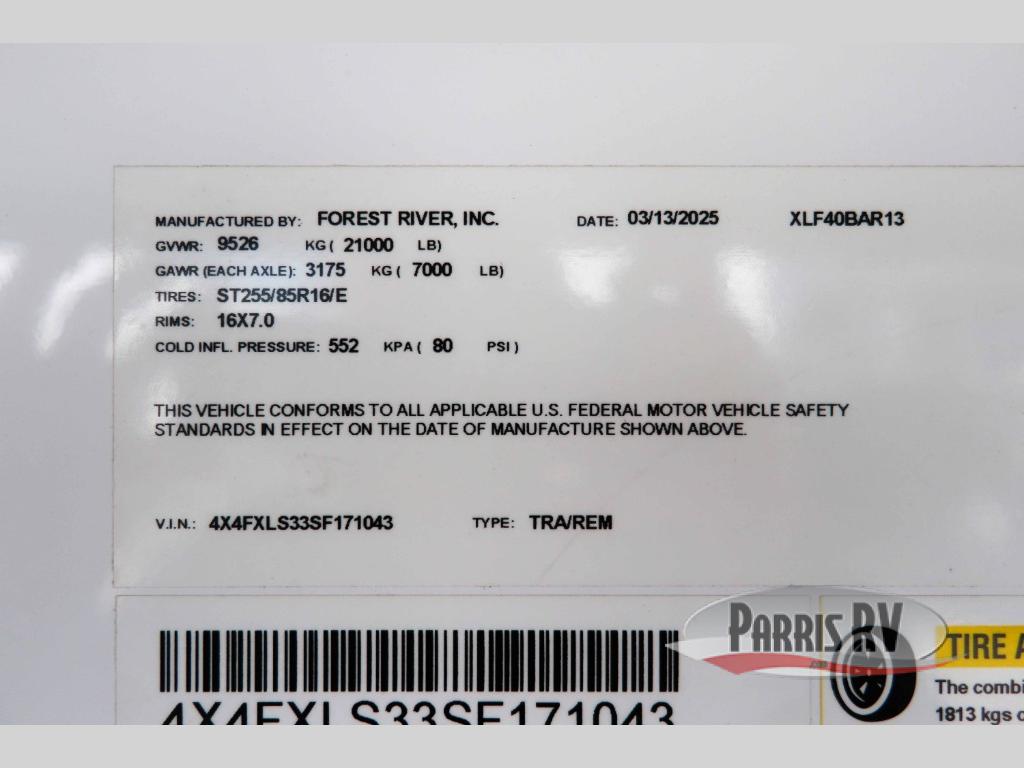 MANUFACTURED BY: FOREST RIVER, INC. DATE: 03/13/2025 XLF40BAR13
GVWR: 9526 KG ( 21000 LB)
GAWR (EACH AXLE): 3175 KG ( 7000 LB)
TIRES: ST255/85R16/E
RIMS: 16X7.0
COLD INFL. PRESSURE: 552 KPA ( 80 PSI )
THIS VEHICLE CONFORMS TO ALL APPLICABLE U.S. FEDERAL MOTOR VEHICLE SAFETY
STANDARDS IN EFFECT ON THE DATE OF MANUFACTURE SHOWN ABOVE.
V.I.N.: 4X4FXLS33SF171043 TYPE: TRA/REM
4X4FXLS33SF171043
PARRIS RV
.com
TIRE A
The combi
1813 kgs o